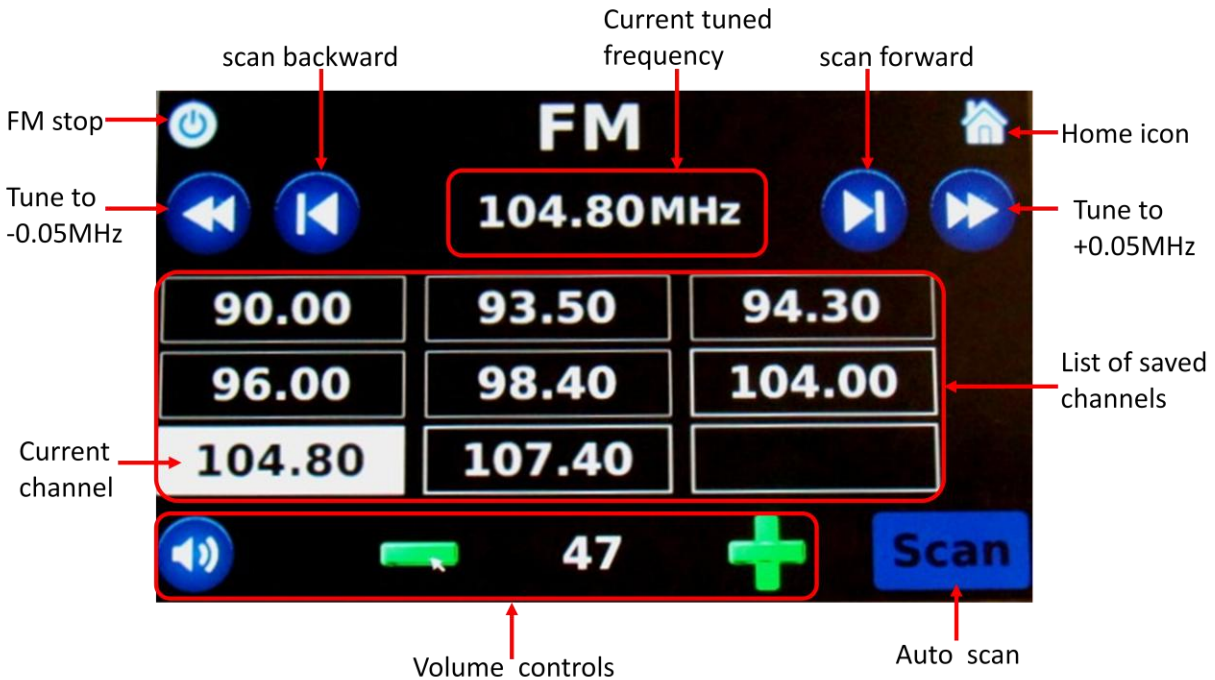 Current tuned
frequency
scan backward
scan forward
FM stop
FM
Home icon
Tune to
-0.05MHz
104.80MHz
Tune to
+0.05MHz
90.00 93.50 94.30
96.00 98.40 104.00
List of saved
channels
Current
channel
104.80 107.40
47
Scan
Volume controls
Auto scan